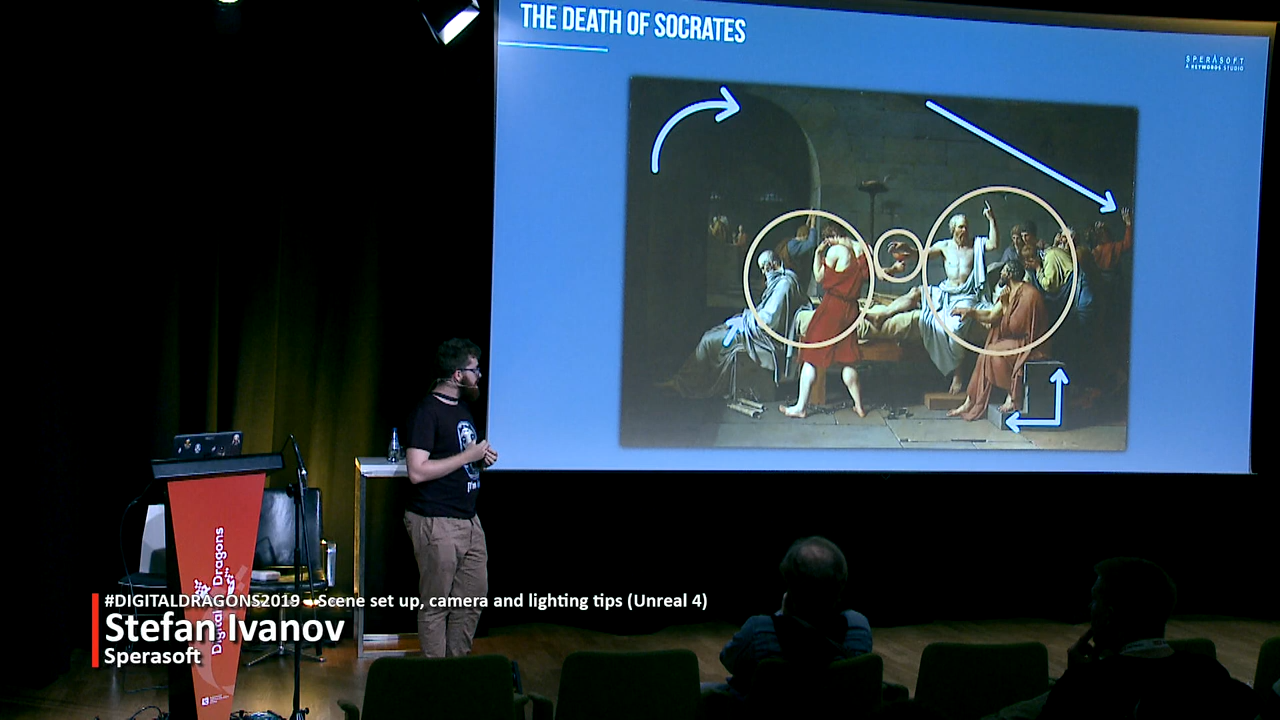 THE DEATH OF SOCRATES
SPERASOFT
A KEYWORDS STUDIO
Digital Dragons
#DIGITALDRAGONS2019 - Scene set up, camera and lighting tips (Unreal 4)
Stefan Ivanov
Sperasoft